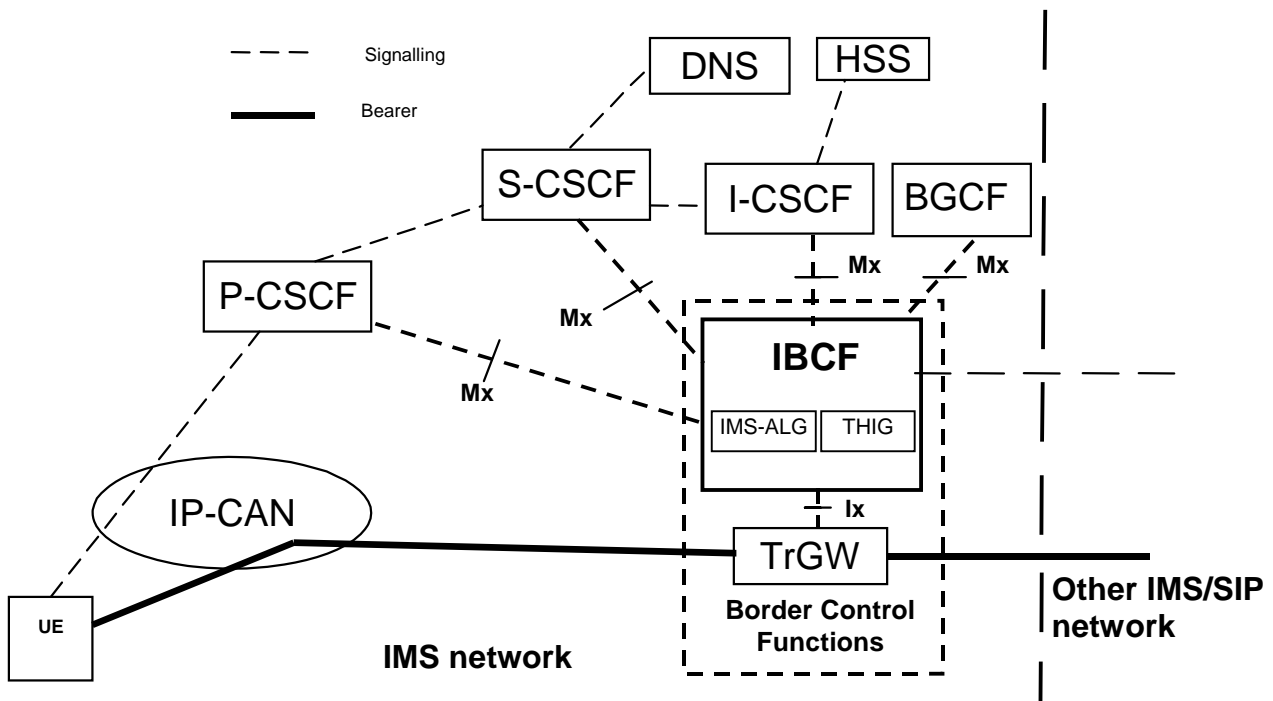 Signalling
Bearer
DNS
HSS
S-CSCF
I-CSCF
BGCF
P-CSCF
Mx
Mx
Mx
Mx
IBCF
IMS-ALG
THIG
Ix
IP-CAN
TrGW
UE
Border Control
Functions
Other IMS/SIP
network
IMS network